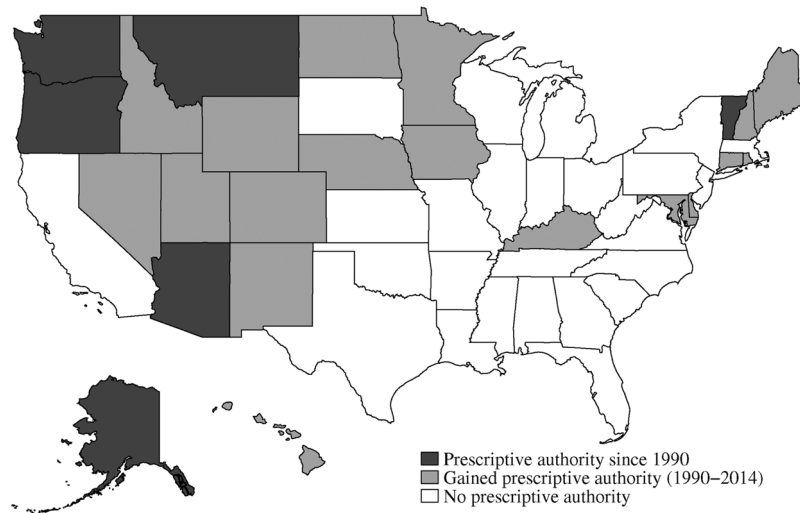 Prescriptive authority since 1990
Gained prescriptive authority (1990−2014)
No prescriptive authority